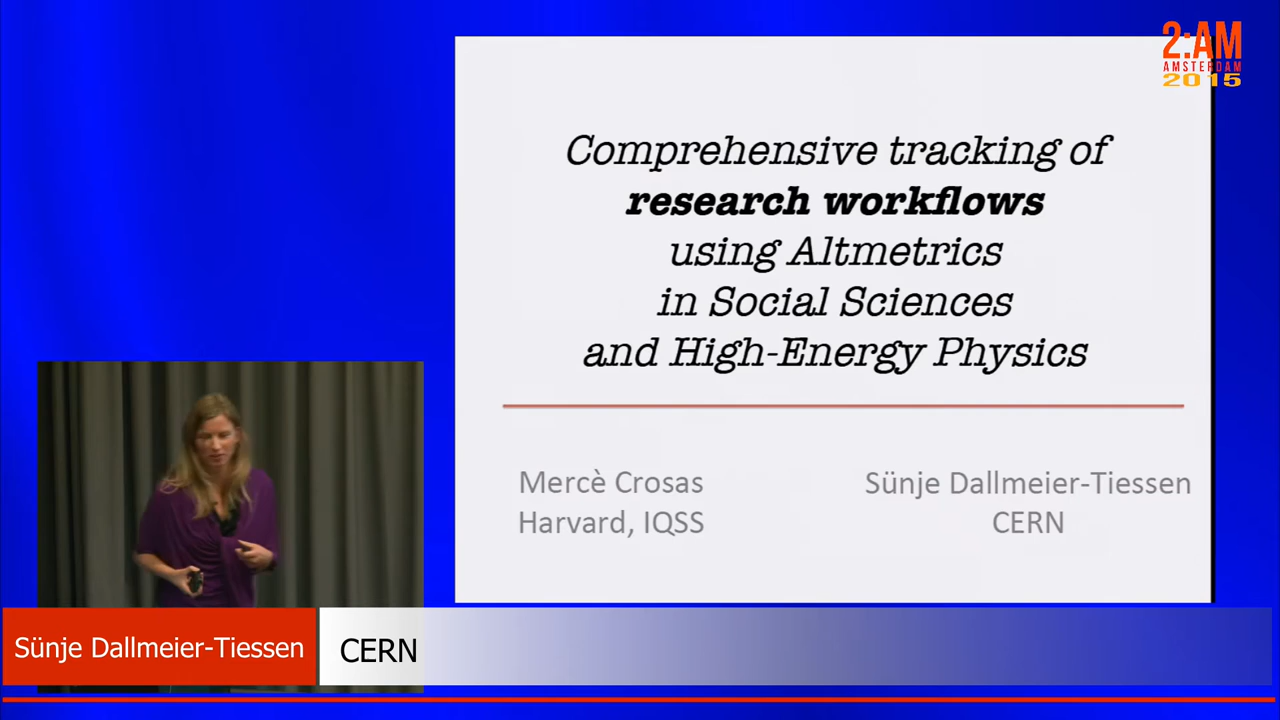 2:AM
AMSTERDAM
2015
Comprehensive tracking of
research workflows
using Altmetrics
in Social Sciences
and High-Energy Physics
Mercè Crosas
Harvard, IQSS
Sünje Dallmeier-Tiessen
CERN
Sünje Dallmeier-Tiessen
CERN